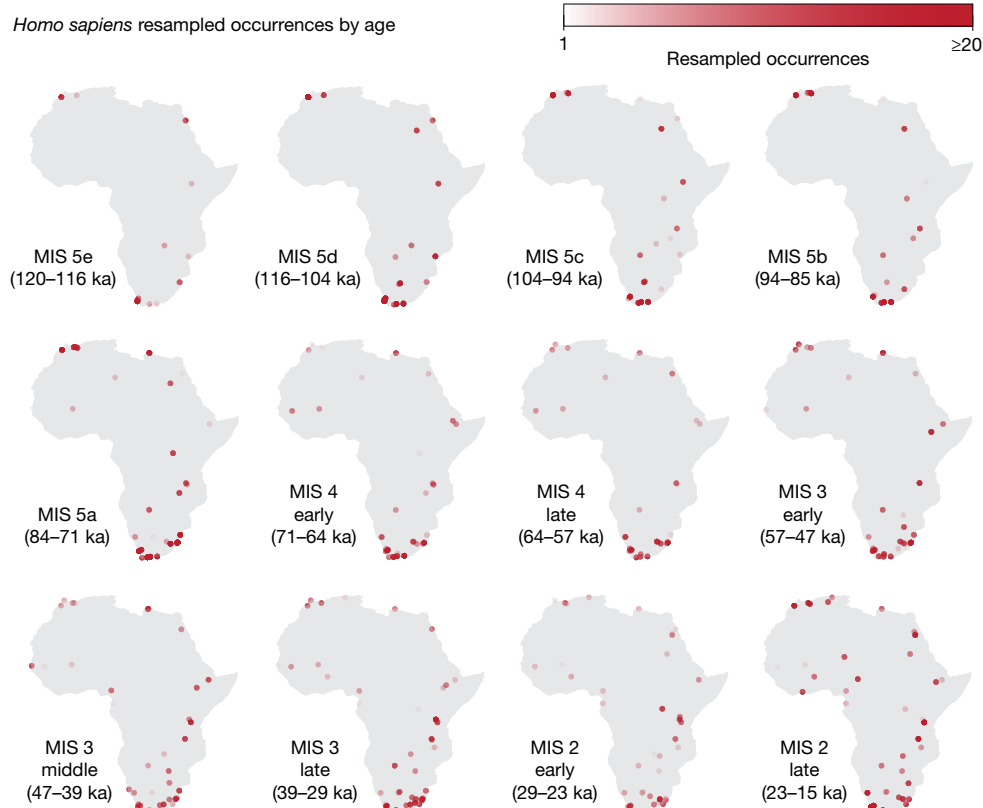 Homo sapiens resampled occurrences by age
1
≥20
Resampled occurrences
MIS 5e
(120–116 ka)
MIS 5d
(116–104 ka)
MIS 5c
(104–94 ka)
MIS 5b
(94–85 ka)
MIS 5a
(84–71 ka)
MIS 4
early
(71–64 ka)
MIS 4
late
(64–57 ka)
MIS 3
early
(57–47 ka)
MIS 3
middle
(47–39 ka)
MIS 3
late
(39–29 ka)
MIS 2
early
(29–23 ka)
MIS 2
late
(23–15 ka)